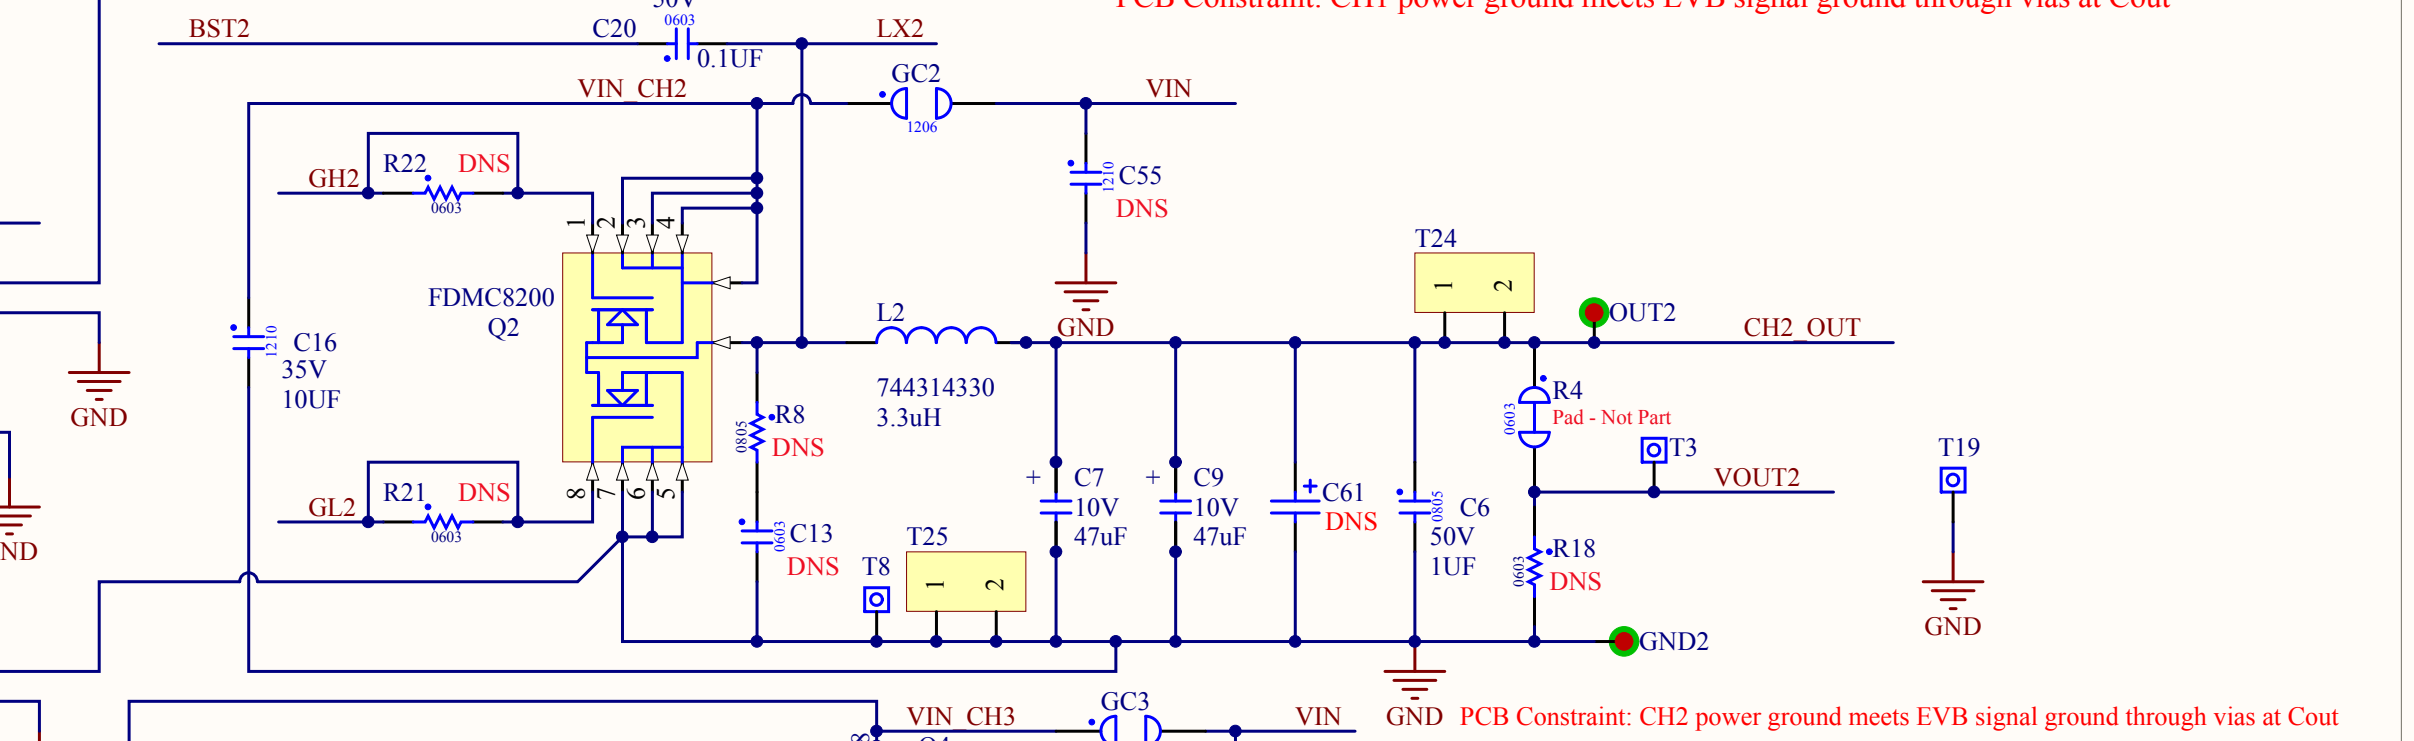 PCB Constraint: CH1 power ground meets EVB signal ground through vias at Cout
50V
BST2
C20
0603
LX2
0.1UF
GC2
VIN_CH2
VIN
1206
R22
DNS
GH2
0603
1210
C55
DNS
1
2
3
4
T24
1
2
FDMC8200
Q2
L2
GND
OUT2
CH2_OUT
C16
1210
35V
10UF
744314330
3.3uH
GND
R8
0805
DNS
R4
0603
Pad - Not Part
T3
T19
VOUT2
R21
DNS
GL2
0603
8
7
6
5
+
C7
10V
47uF
+
C9
10V
47uF
+
C61
DNS
0805
C6
50V
1UF
C13
0603
DNS
T25
1
2
T8
R18
0603
DNS
ND
GND2
GND
GND
PCB Constraint: CH2 power ground meets EVB signal ground through vias at Cout
GC3
VIN_CH3
VIN